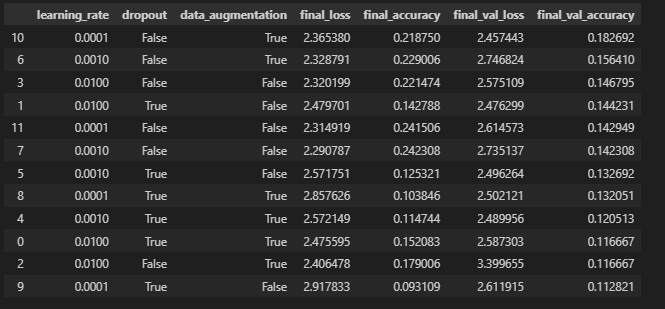 learning_rate dropout data_augmentation final_loss final_accuracy final_val_loss final_val_accuracy
10 0.0001 False True 2.365380 0.218750 2.457443 0.182692
6 0.0010 False True 2.328791 0.229006 2.746824 0.156410
3 0.0100 False False 2.320199 0.221474 2.575109 0.146795
1 0.0100 True False 2.479701 0.142788 2.476299 0.144231
11 0.0001 False False 2.314919 0.241506 2.614573 0.142949
7 0.0010 False False 2.290787 0.242308 2.735137 0.142308
5 0.0010 True False 2.571751 0.125321 2.496264 0.132692
8 0.0001 True True 2.857626 0.103846 2.502121 0.132051
4 0.0010 True True 2.572149 0.114744 2.489956 0.120513
0 0.0100 True True 2.475595 0.152083 2.587303 0.116667
2 0.0100 False True 2.406478 0.179006 3.399655 0.116667
9 0.0001 True False 2.917833 0.093109 2.611915 0.112821